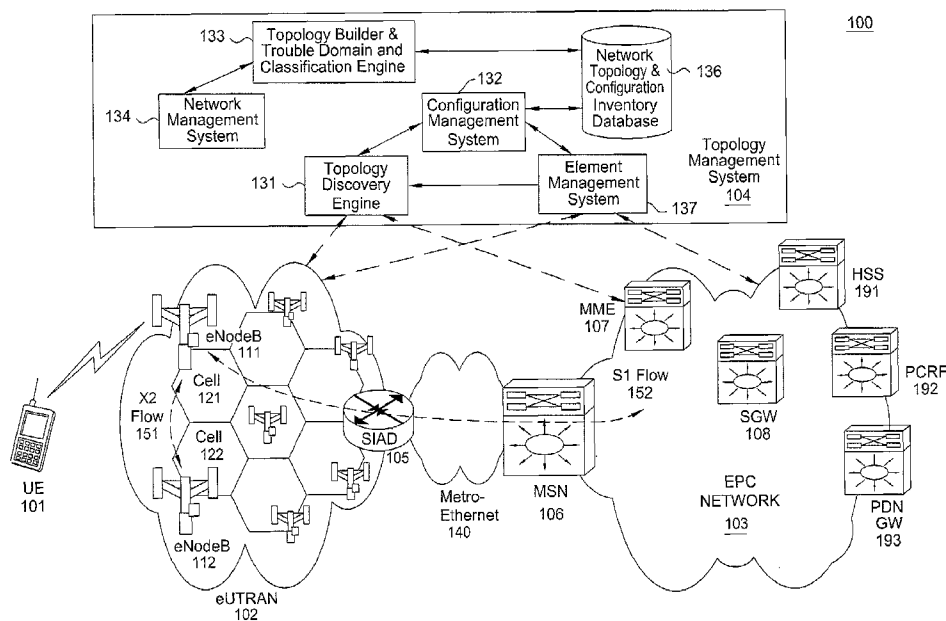 100
133
Topology Builder &
Trouble Domain and
Classification Engine
Network
Topology &
Configuration
Inventory
Database
136
132
134
Network
Management
System
Configuration
Management
System
Topology
Management
System
104
131
Topology
Discovery
Engine
Element
Management
System
137
HSS
191
MME
107
eNodeB
111
S1 Flow
152
PCRF
192
X2
Flow
151
Cell
121
SGW
108
Cell
122
SIAD
105
UE
101
Metro-
Ethernet
140
MSN
106
EPC
NETWORK
103
PDN
GW
193
eNodeB
112
eUTRAN
102